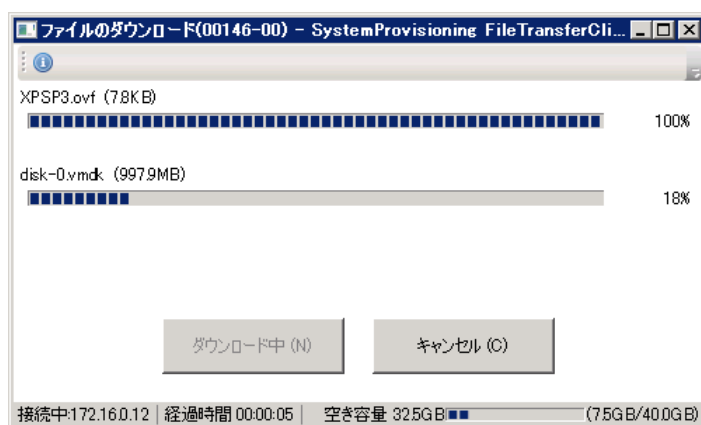 ファイルのダウンロード(00146-00) - SystemProvisioning FileTransferCli...
XPSP3.ovf (7.8KB)
100%
disk-0.vmdk (997.9MB)
18%
ダウンロード中 (N)
キャンセル (C)
接続中:172.16.0.12 経過時間 00:00:05 空き容量 32.5GB (7.5GB/40.0GB)